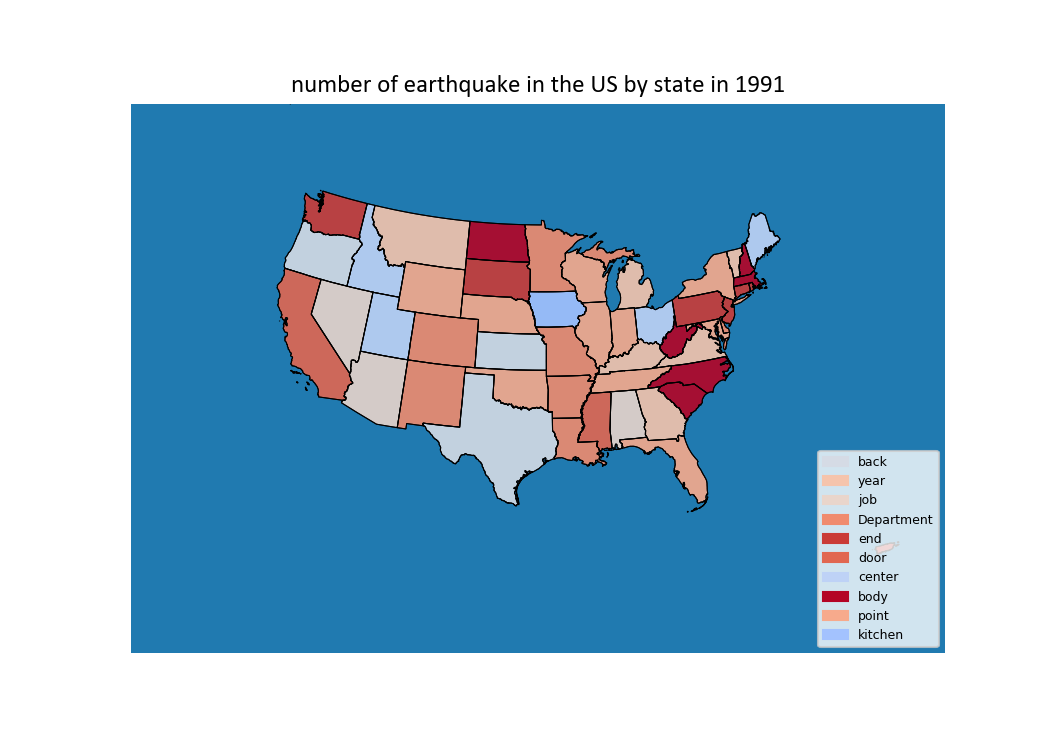 number of earthquake in the US by state in 1991
back
year
job
Department
end
door
center
body
point
kitchen